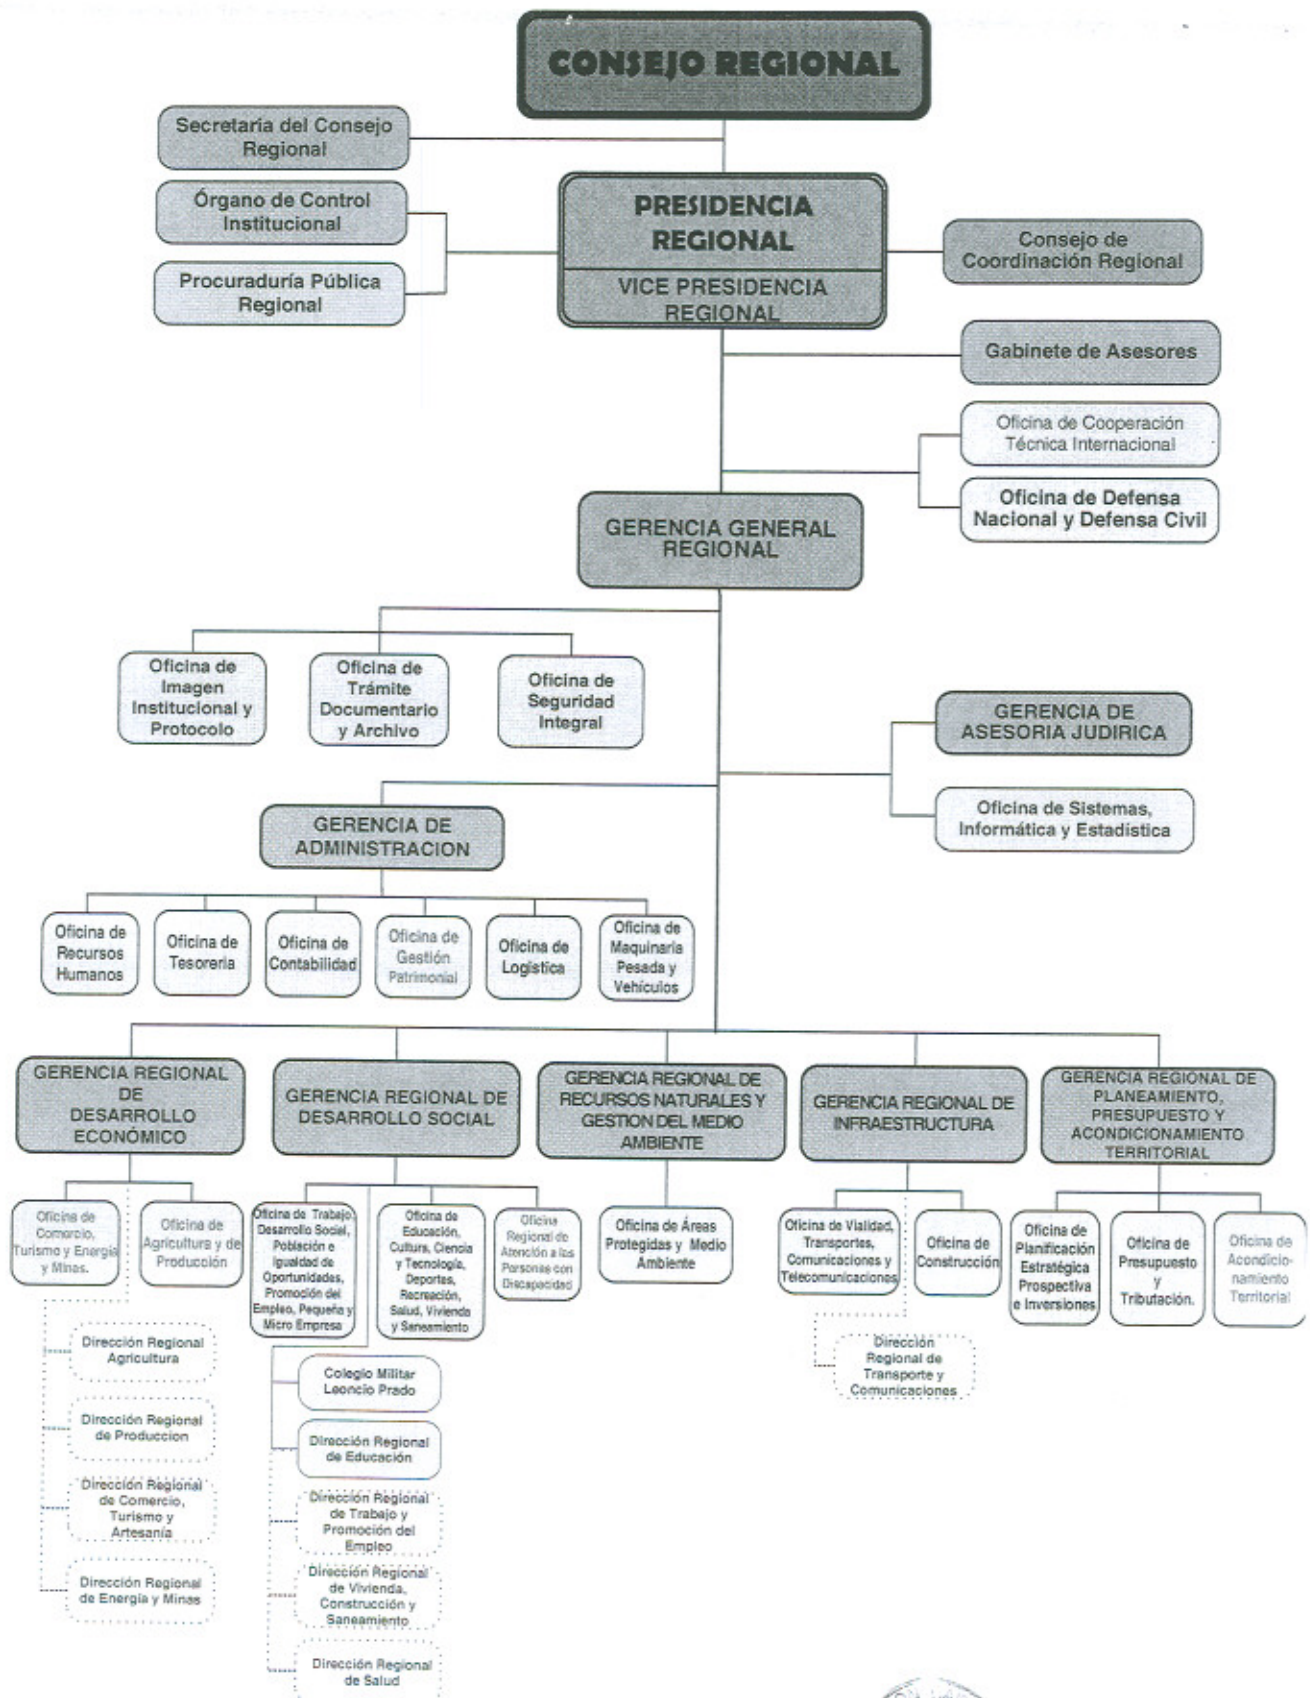 CONSEJO REGIONAL
Secretaria del Consejo
Regional
Órgano de Control
Institucional
Procuraduría Pública
Regional
PRESIDENCIA
REGIONAL
VICE PRESIDENCIA
REGIONAL
Consejo de
Coordinación Regional
Gabinete de Asesores
Oficina de Cooperación
Técnica Internacional
Oficina de Defensa
Nacional y Defensa Civil
GERENCIA GENERAL
REGIONAL
Oficina de
Imagen
Institucional y
Protocolo
Oficina de
Trámite
Documentario
y Archivo
Oficina de
Seguridad
Integral
GERENCIA DE
ASESORIA JUDIRICA
Oficina de Sistemas,
Informática y Estadística
GERENCIA DE
ADMINISTRACION
Oficina de
Recursos
Humanos
Oficina de
Tesoreria
Oficina de
Contabilidad
Oficina de
Gestión
Patrimonial
Oficina de
Logística
Oficina de
Maquinaria
Pesada y
Vehículos
GERENCIA REGIONAL
DE
DESARROLLO
ECONÓMICO
GERENCIA REGIONAL DE
DESARROLLO SOCIAL
GERENCIA REGIONAL DE
RECURSOS NATURALES Y
GESTION DEL MEDIO
AMBIENTE
GERENCIA REGIONAL DE
INFRAESTRUCTURA
GERENCIA REGIONAL DE
PLANEAMIENTO,
PRESUPUESTO Y
ACONDICIONAMIENTO
TERRITORIAL
Oficina de
Comercio,
Turismo y Energía
y Minas.
Oficina de
Agricultura y de
Producción
Oficina de Trabajo,
Desarrollo Social,
Población e
Igualdad de
Oportunidades,
Promoción del
Empleo, Pequeña y
Micro Empresa
Oficina de
Educación,
Cultura, Ciencia
y Tecnología,
Deportes,
Recreación,
Salud, Vivienda
y Saneamiento
Oficina
Regional de
Atención a las
Personas con
Discapacidad
Oficina de Áreas
Protegidas y Medio
Ambiente
Oficina de Vialidad,
Transportes,
Comunicaciones y
Telecomunicaciones
Oficina de
Construcción
Oficina de
Planificación
Estratégica
Prospectiva
e Inversiones
Oficina de
Presupuesto
y
Tributación.
Oficina de
Acondicio-
namiento
Territorial
Dirección Regional
Agricultura
Dirección Regional
de Produccion
Dirección Regional
de Comercio,
Turismo y
Artesanía
Dirección Regional
de Energía y Minas
Colegio Militar
Leoncio Prado
Dirección Regional
de Educación
Dirección Regional
de Trabajo y
Promoción del
Empleo
Dirección Regional
de Vivienda,
Construcción y
Saneamiento
Dirección Regional
de Salud
Dirección
Regional de
Transporte y
Comunicaciones